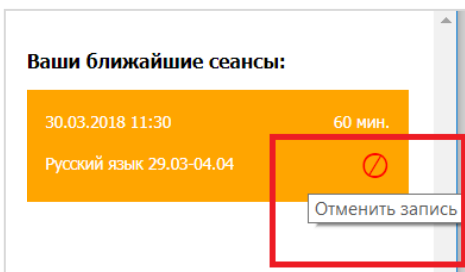 Ваши ближайшие сеансы:
30.03.2018 11:30 60 мин.
Русский язык 29.03-04.04
Отменить запись